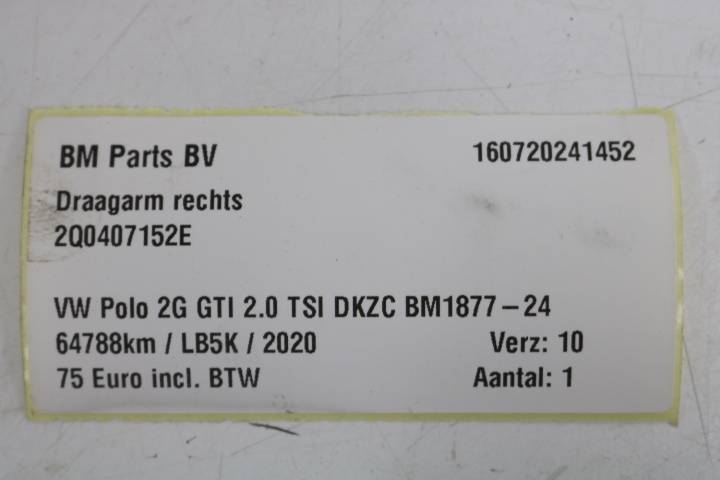 BM Parts BV 160720241452
Draagarm rechts
2Q0407152E
VW Polo 2G GTI 2.0 TSI DKZC BM1877-24
64788km / LB5K / 2020 Verz: 10
75 Euro incl. BTW Aantal: 1